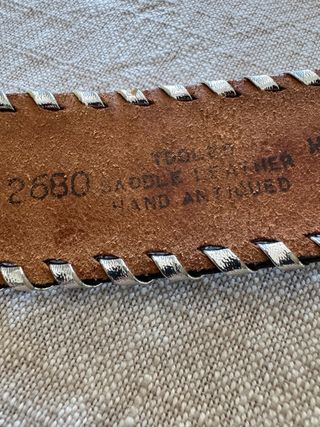 TOOLED
2680 SADDLE LEATHER
HAND ANTIQUED